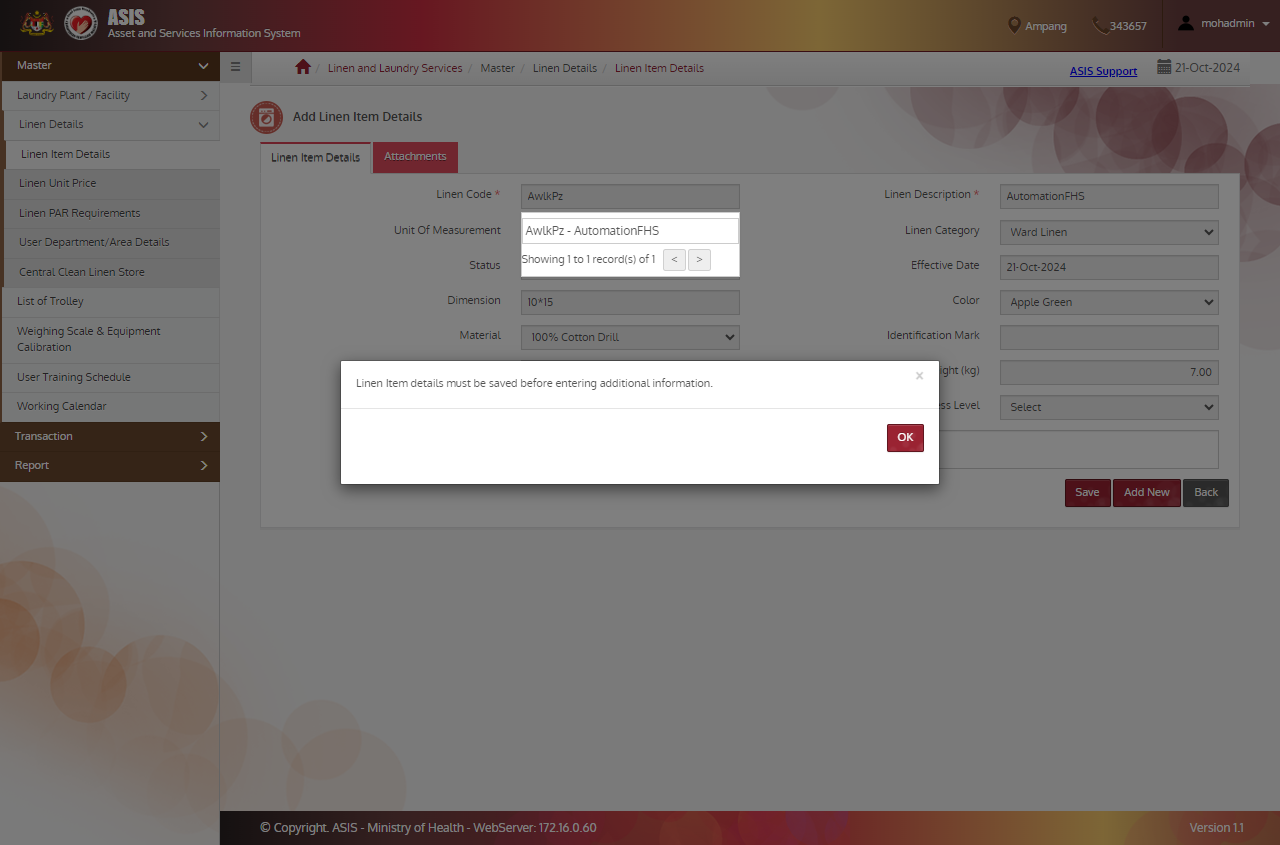 ASIS
Asset and Services Information System
Ampang
343657
mohadmin
Master
Laundry Plant / Facility
Linen Details
Linen Item Details
Linen Unit Price
Linen PAR Requirements
User Department/Area Details
Central Clean Linen Store
List of Trolley
Weighing Scale & Equipment
Calibration
User Training Schedule
Working Calendar
Transaction
Report
/ Linen and Laundry Services / Master / Linen Details / Linen Item Details
ASIS Support
21-Oct-2024
Add Linen Item Details
Linen Item Details
Attachments
Linen Code *
AwlkPz
Linen Description *
AutomationFHS
Unit Of Measurement
AwlkPz - AutomationFHS
Linen Category
Ward Linen
Showing 1 to 1 record(s) of 1 < >
Status
Effective Date
21-Oct-2024
Dimension
10*15
Color
Apple Green
Material
100% Cotton Drill
Identification Mark
Linen Item details must be saved before entering additional information.
×
OK
(kg)
7.00
Level
Select
Save
Add New
Back
© Copyright. ASIS - Ministry of Health - WebServer: 172.16.0.60
Version 1.1